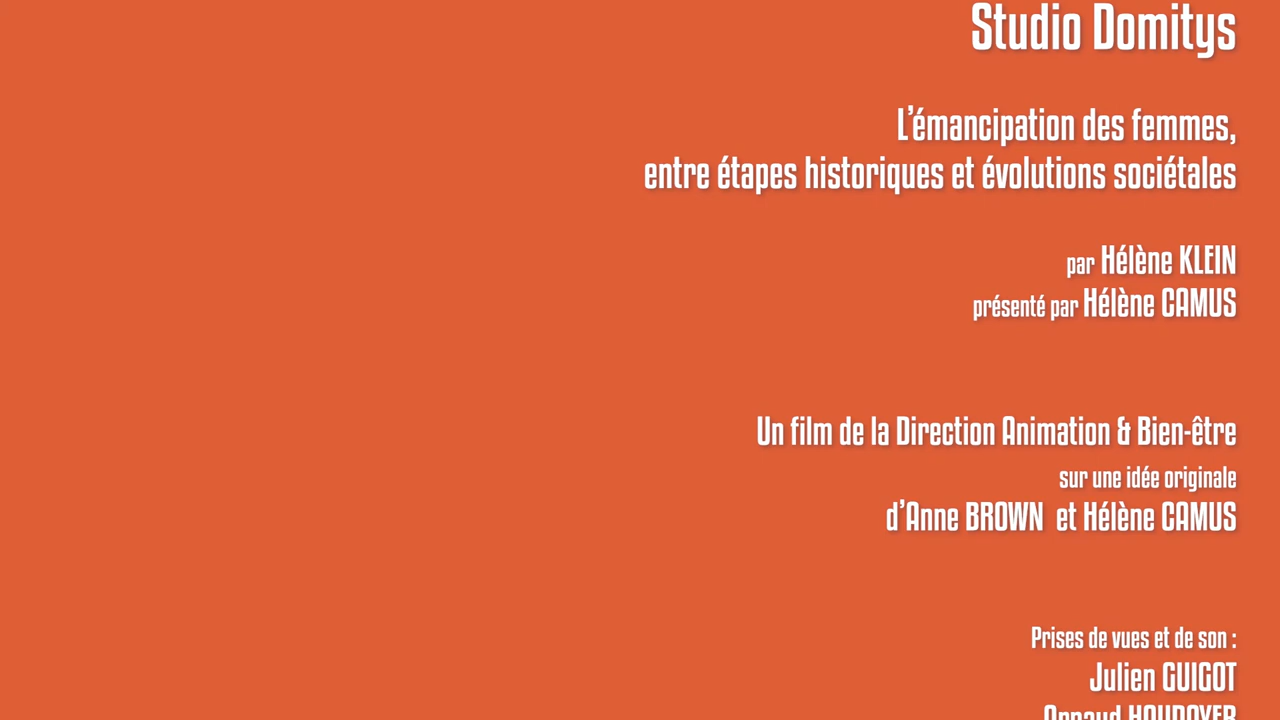 Studio Domitys
L'émancipation des femmes,
entre étapes historiques et évolutions sociétales
par Hélène KLEIN
présenté par Hélène CAMUS
Un film de la Direction Animation & Bien-être
sur une idée originale
d'Anne BROWN et Hélène CAMUS
Prises de vues et de son :
Julien GUIGOT
Arnaud